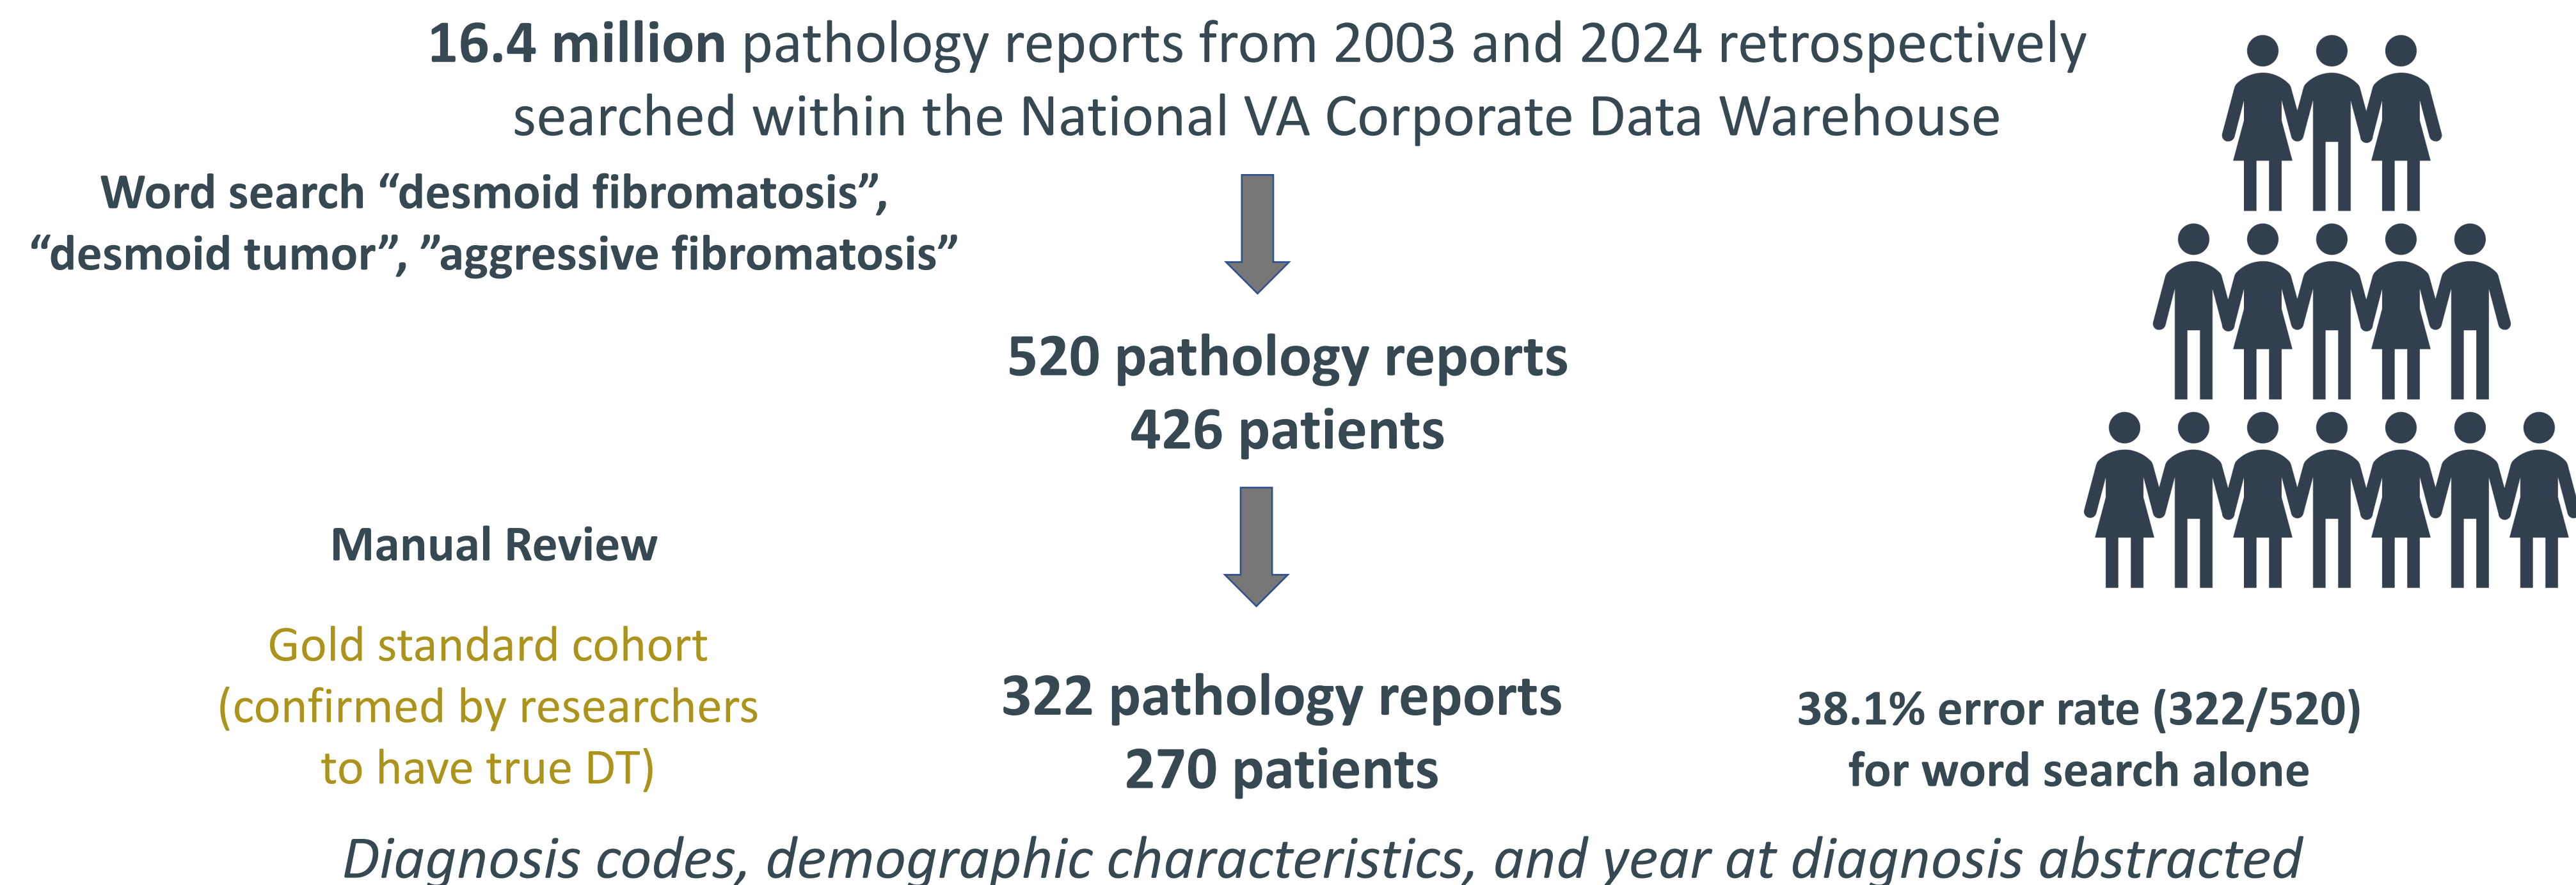 16.4 million pathology reports from 2003 and 2024 retrospectively
searched within the National VA Corporate Data Warehouse
Word search “desmoid fibromatosis”,
“desmoid tumor”, ”aggressive fibromatosis”
520 pathology reports
426 patients
Manual Review
Gold standard cohort
(confirmed by researchers
to have true DT)
322 pathology reports
270 patients
38.1% error rate (322/520)
for word search alone
Diagnosis codes, demographic characteristics, and year at diagnosis abstracted